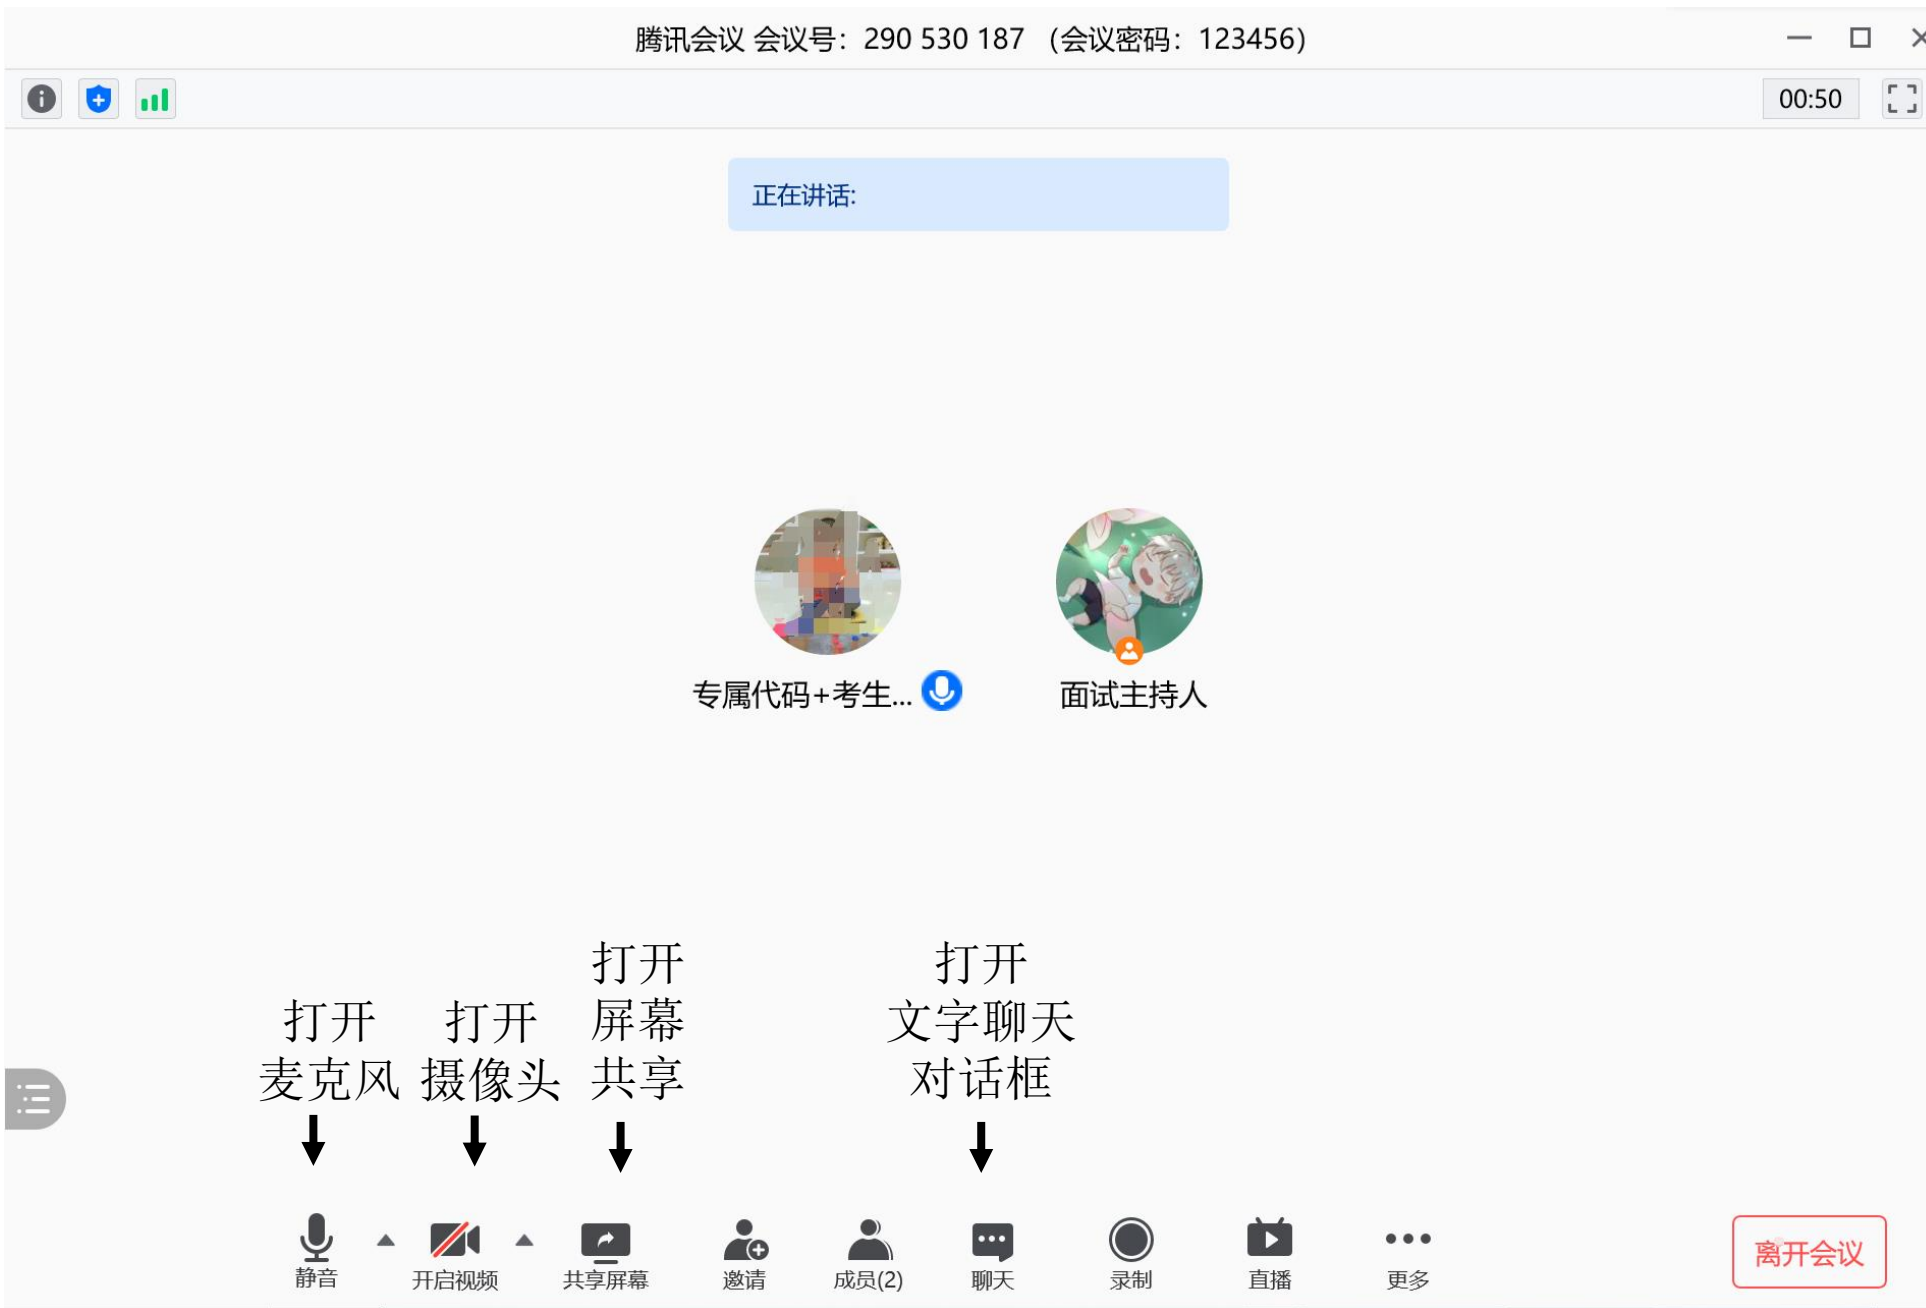 腾讯会议 会议号：290 530 187 （会议密码：123456）
00:50
正在讲话:
专属代码+考生...
面试主持人
打开
麦克风
打开
摄像头
打开
屏幕
共享
打开
文字聊天
对话框
静音
开启视频
共享屏幕
邀请
成员(2)
聊天
录制
直播
更多
离开会议